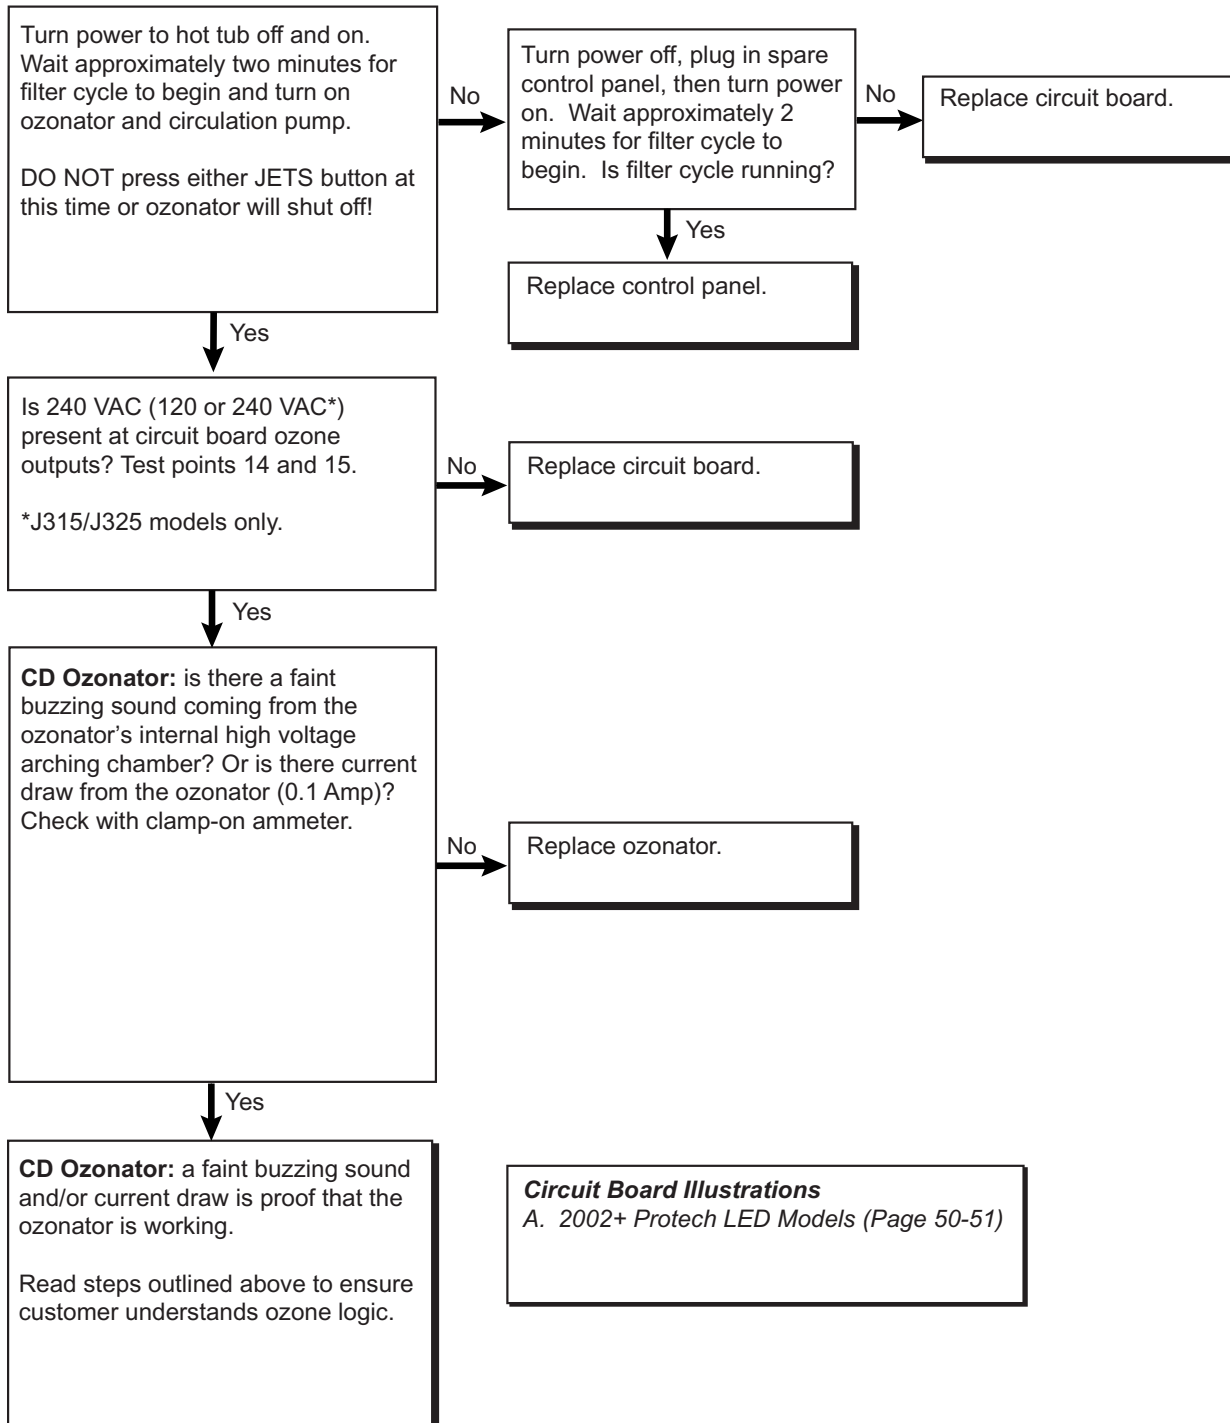 Turn power to hot tub off and on.
Wait approximately two minutes for
filter cycle to begin and turn on
ozonator and circulation pump.
DO NOT press either JETS button at
this time or ozonator will shut off!
No
Turn power off, plug in spare
control panel, then turn power
on. Wait approximately 2
minutes for filter cycle to
begin. Is filter cycle running?
No
Replace circuit board.
Yes
Replace control panel.
Yes
Is 240 VAC (120 or 240 VAC*)
present at circuit board ozone
outputs? Test points 14 and 15.
*J315/J325 models only.
No
Replace circuit board.
Yes
CD Ozonator: is there a faint
buzzing sound coming from the
ozonator's internal high voltage
arching chamber? Or is there current
draw from the ozonator (0.1 Amp)?
Check with clamp-on ammeter.
No
Replace ozonator.
Yes
CD Ozonator: a faint buzzing sound
and/or current draw is proof that the
ozonator is working.
Read steps outlined above to ensure
customer understands ozone logic.
Circuit Board Illustrations
A. 2002+ Protech LED Models (Page 50-51)